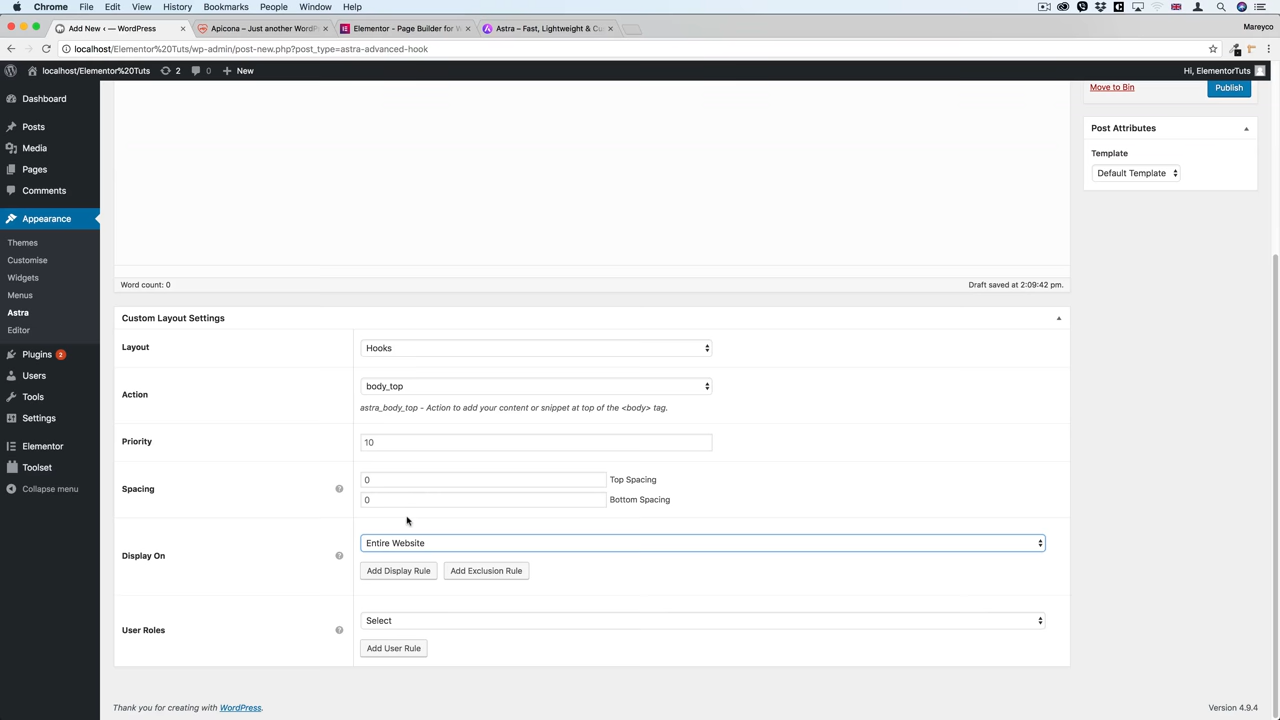 Chrome File Edit View History Bookmarks People Window Help
Add New ‹ — WordPress
Apicona – Just another WordPr
Elementor - Page Builder for W
Astra – Fast, Lightweight & Cu
Mareyco
localhost/Elementor%20Tuts/wp-admin/post-new.php?post_type=astra-advanced-hook
localhost/Elementor%20Tuts 2 0 New
Hi, ElementorTuts
Dashboard
Posts
Media
Pages
Comments
Appearance
Themes
Customise
Widgets
Menus
Astra
Editor
Plugins 2
Users
Tools
Settings
Elementor
Toolset
Collapse menu
Move to Bin
Publish
Post Attributes
Template
Default Template
Word count: 0
Draft saved at 2:09:42 pm.
Custom Layout Settings
Layout
Hooks
Action
body_top
astra_body_top - Action to add your content or snippet at top of the <body> tag.
Priority
10
Spacing
0 Top Spacing
0 Bottom Spacing
Display On
Entire Website
Add Display Rule
Add Exclusion Rule
User Roles
Select
Add User Rule
Thank you for creating with WordPress.
Version 4.9.4